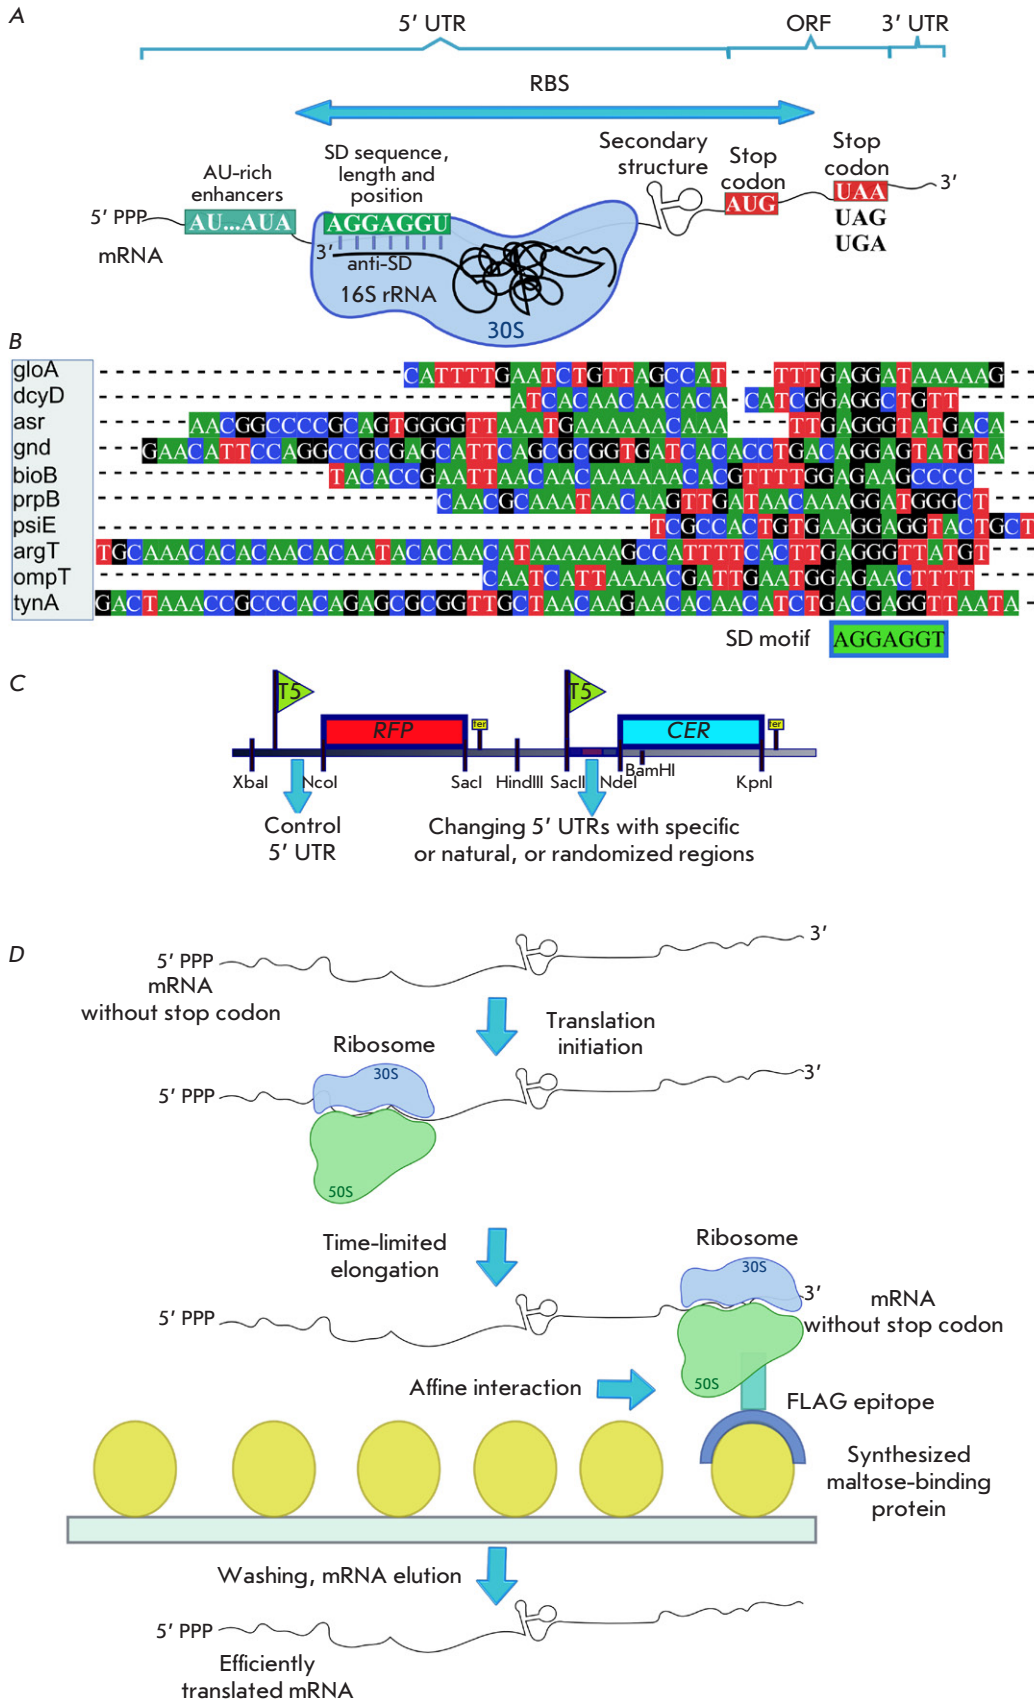 A
5′ UTR
ORF
3′ UTR
RBS
Secondary
structure
Stop
codon
Stop
codon
SD sequence,
length and
position
AU-rich
enhancers
5′ PPP
AU...AUA
AGGAGGU
AUG
UAA
3′
UAG
UGA
mRNA
3′
anti-SD
16S rRNA
30S
B
gloA
CATTTTGAATCTGTTAGCCAT
TTTGAGGATAAAAAG
dcyD
ATCACAACAACACA
CATCGGAGGCTGTT
asr
AACGGCCCCGCAGTGGGGTTAAATGAAAAAACAAA
TTGAGGGTATGACA
gnd
GAACATTCCAGGCCGCGAGCATTCAGCGCGGTGATCACACCTGACAGGAGTATGTA
bioB
TACACCGAATTAACAACAAAAAACACGTTTTGGAGAAGCCCC
prpB
CAACGCAAATAACAAGTTGATAACAAAGGATGGGCT
psiE
TCGCCACTGTGAAGGAGGTACTGCT
argT
TGCAAACACACAACACAATACACAACATAAAAAAGCCATTTTCACTTGAGGGTTATGT
ompT
CAATCATTAAAACGATTGAATGGAGAACTTTT
tynA
GACTAAACCGCCCACAGAGCGCGGTTGCTAACAAGAACACAACATCTGACGAGGTTAATA
SD motif
AGGAGGT
C
T5
T5
RFP
ter
CER
ter
XbaI
NcoI
SacI
HindIII
SacII
NdeI
BamHI
KpnI
Control
5′ UTR
Changing 5′ UTRs with specific
or natural, or randomized regions
D
5′ PPP
3′
mRNA
without stop codon
Translation
initiation
Ribosome
30S
5′ PPP
3′
50S
Time-limited
elongation
Ribosome
30S
5′ PPP
3′
mRNA
without stop codon
50S
Affine interaction
FLAG epitope
Synthesized
maltose-binding
protein
Washing, mRNA elution
5′ PPP
Efficiently
translated mRNA